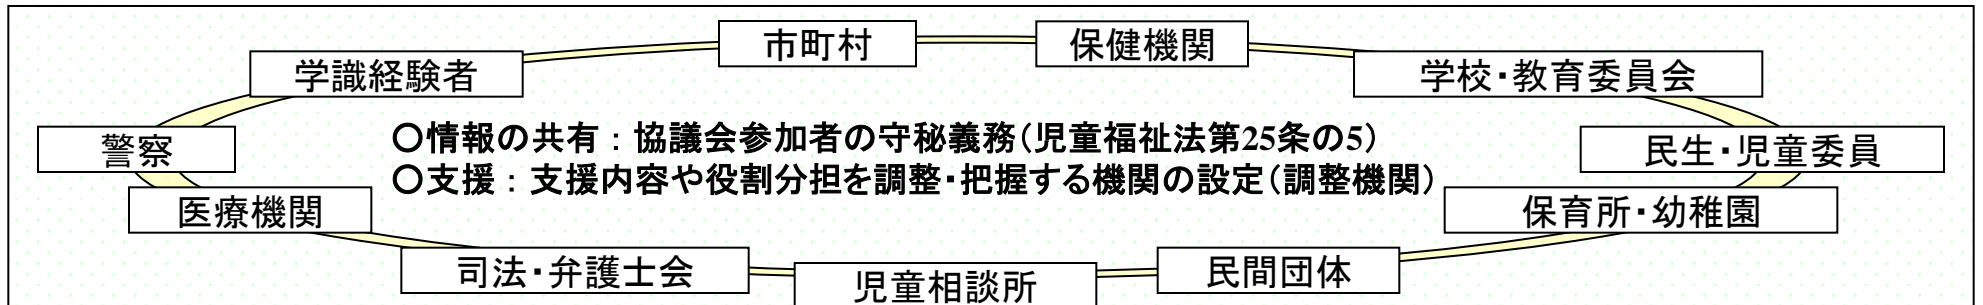 市町村
保健機関
学識経験者
学校・教育委員会
警察
〇情報の共有：協議会参加者の守秘義務（児童福祉法第25条の5）
民生・児童委員
〇支援：支援内容や役割分担を調整・把握する機関の設定（調整機関）
医療機関
保育所・幼稚園
司法・弁護士会
児童相談所
民間団体